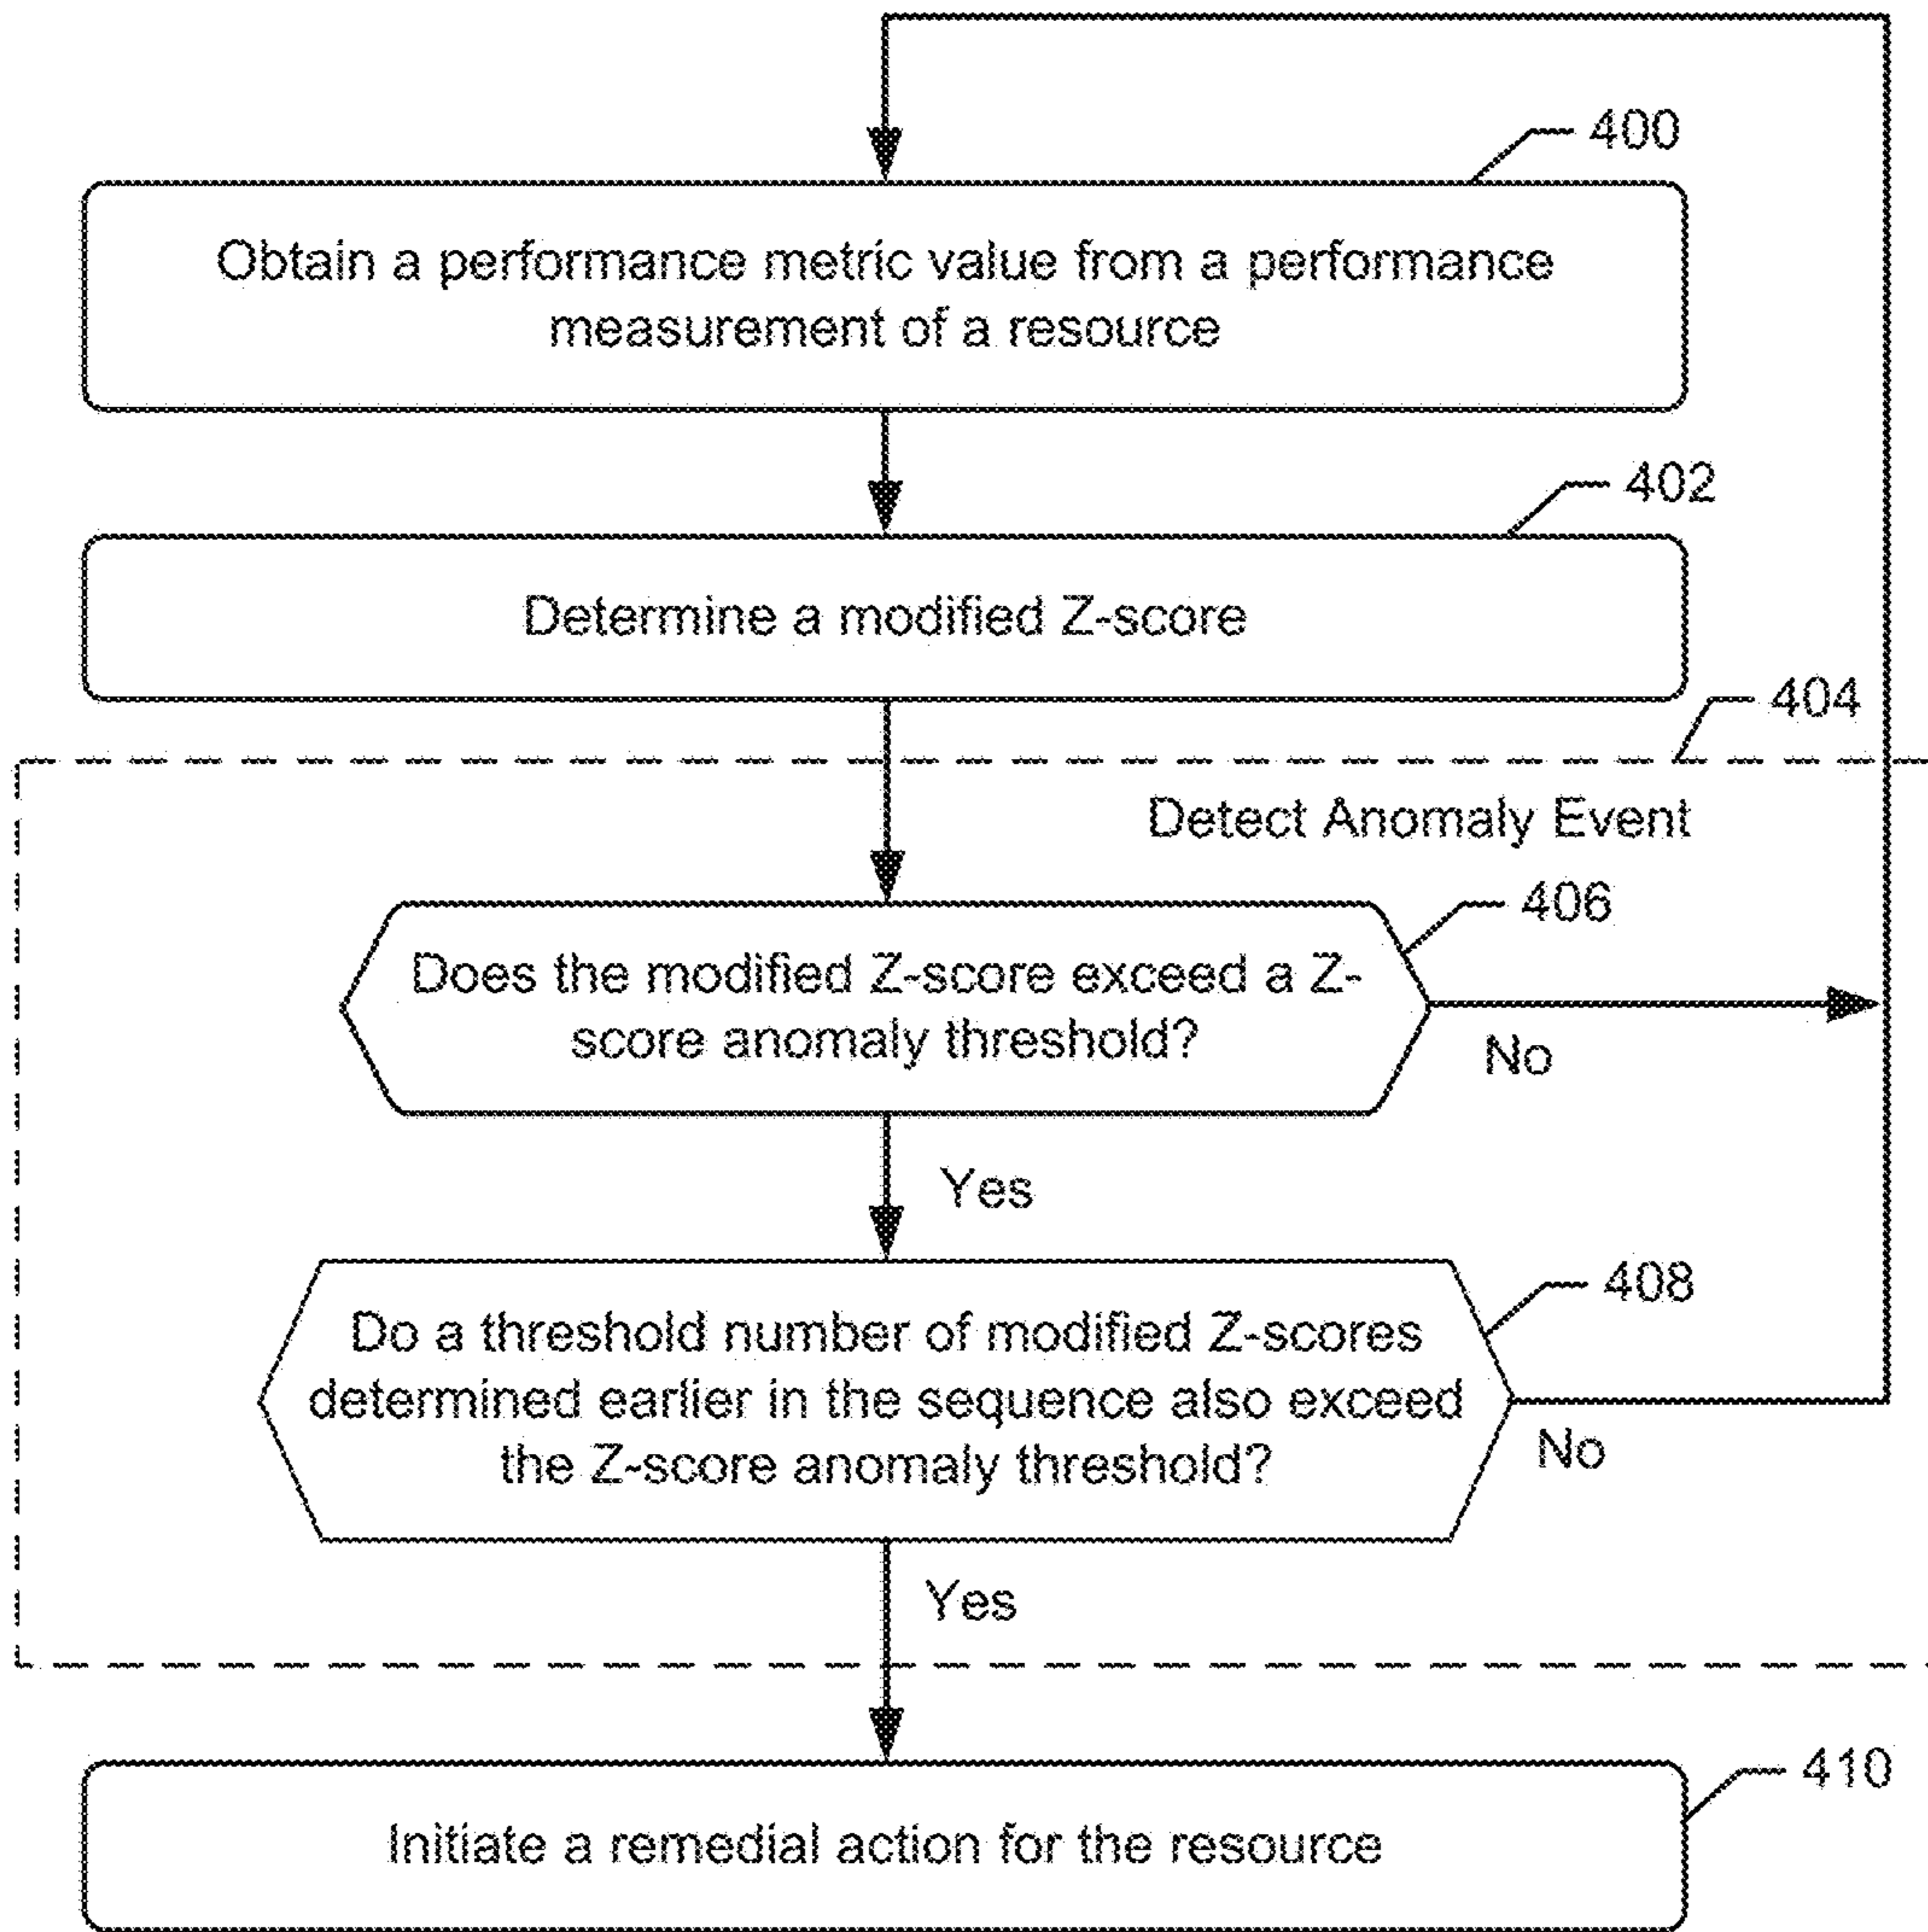 400
Obtain a performance metric value from a performance
measurement of a resource
402
Determine a modified Z-score
404
Detect Anomaly Event
406
Does the modified Z-score exceed a Z-
score anomaly threshold?
No
Yes
408
Do a threshold number of modified Z-scores
determined earlier in the sequence also exceed
the Z-score anomaly threshold?
No
Yes
410
Initiate a remedial action for the resource